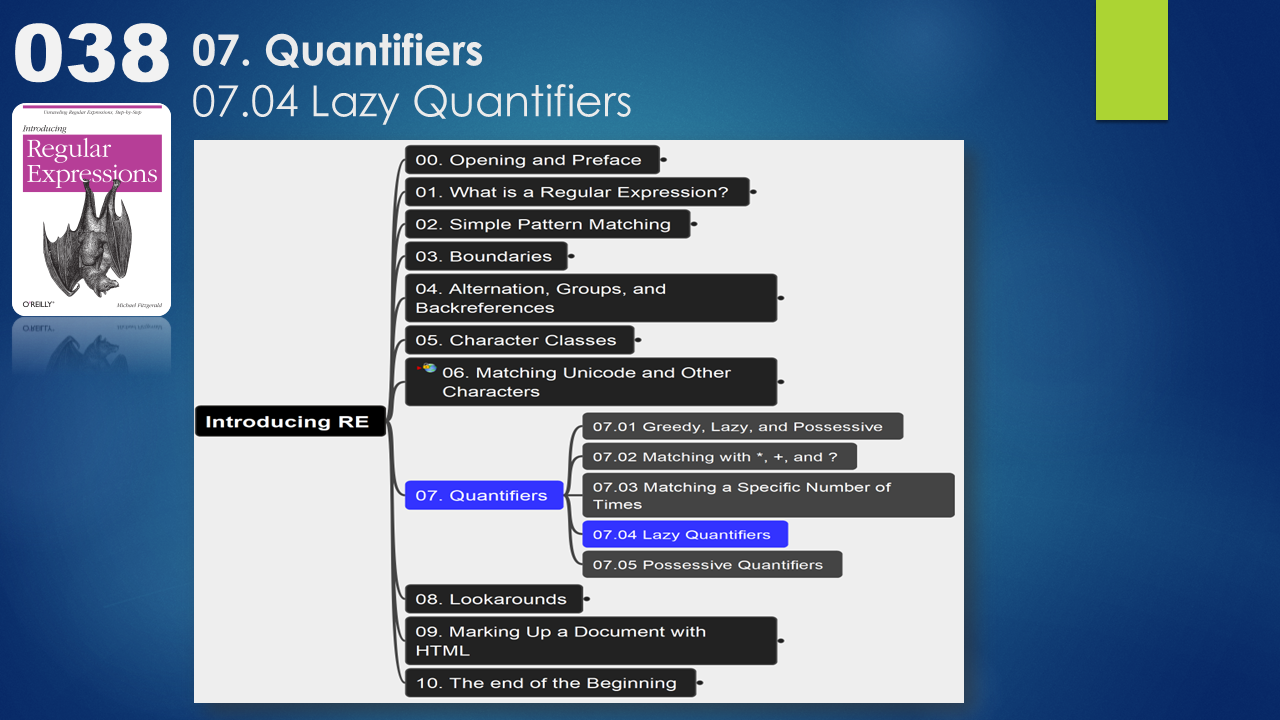 038
07. Quantifiers
07.04 Lazy Quantifiers
Unraveling Regular Expressions, Step-by-Step
Introducing
Regular
Expressions
O'REILLY®
Michael Fitzgerald
Introducing RE
00. Opening and Preface
01. What is a Regular Expression?
02. Simple Pattern Matching
03. Boundaries
04. Alternation, Groups, and
Backreferences
05. Character Classes
06. Matching Unicode and Other
Characters
07. Quantifiers
07.01 Greedy, Lazy, and Possessive
07.02 Matching with *, +, and ?
07.03 Matching a Specific Number of
Times
07.04 Lazy Quantifiers
07.05 Possessive Quantifiers
08. Lookarounds
09. Marking Up a Document with
HTML
10. The end of the Beginning